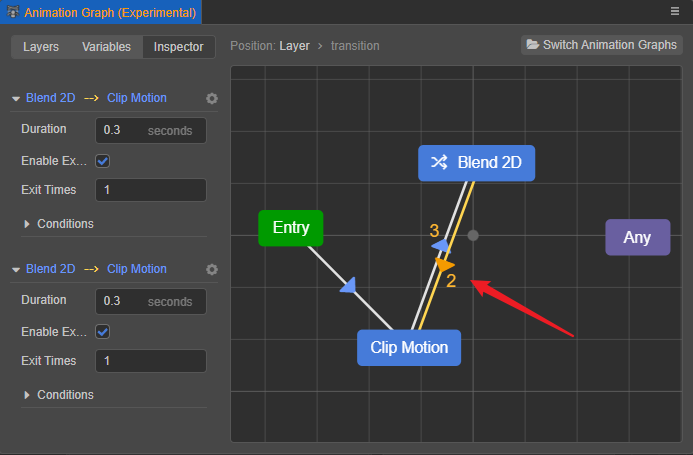 Animation Graph (Experimental)
Layers Variables Inspector
Position: Layer > transition
Switch Animation Graphs
Blend 2D --> Clip Motion
Duration 0.3 seconds
Enable Ex...
Exit Times 1
Conditions
Blend 2D --> Clip Motion
Duration 0.3 seconds
Enable Ex...
Exit Times 1
Conditions
Blend 2D
Entry
3
Any
2
Clip Motion